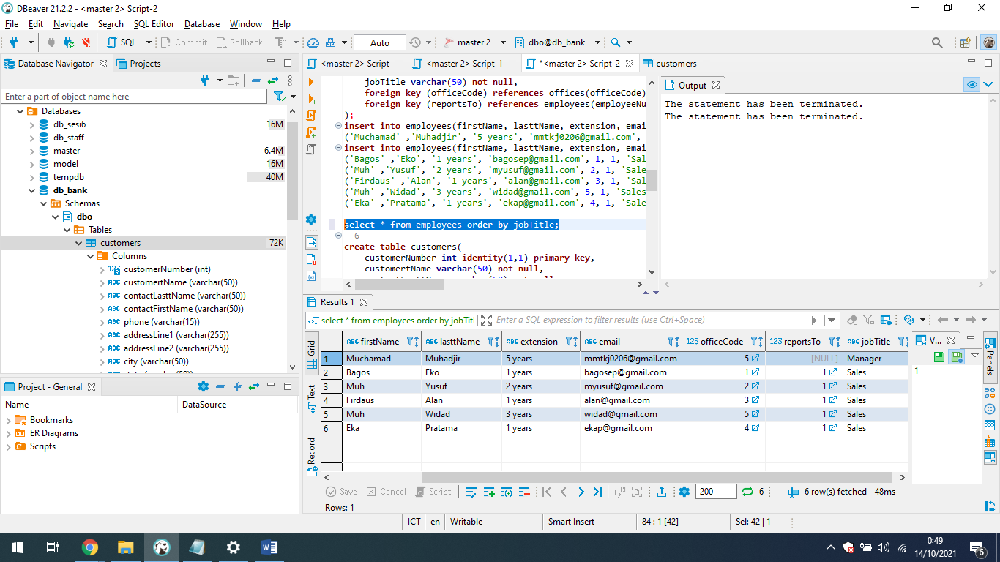 DBeaver 21.2.2 - <master 2> Script-2
File Edit Navigate Search SQL Editor Database Window Help
SQL Commit Rollback Auto master 2 dbo@db_bank
Database Navigator Projects
Enter a part of object name here
Databases
db_sesi6 16M
db_staff
master 6.4M
model 16M
tempdb 40M
db_bank
Schemas
dbo
Tables
customers 72K
Columns
customerNumber (int)
customertName (varchar(50))
contactLasttName (varchar(50))
contactFirstName (varchar(50))
phone (varchar(15))
addressLine1 (varchar(255))
addressLine2 (varchar(255))
city (varchar(50))
Project - General
Name DataSource
Bookmarks
ER Diagrams
Scripts
<master 2> Script <master 2> Script-1 *<master 2> Script-2 customers
jobTitle varchar(50) not null,
foreign key (officeCode) references offices(officeCode)
foreign key (reportsTo) references employees(employeeNu
);
insert into employees(firstName, lasttName, extension, emai
('Muchamad' ,'Muhadjir', '5 years', 'mmtkj0206@gmail.com',
insert into employees(firstName, lasttName, extension, emai
('Bagos' ,'Eko', '1 years', 'bagosep@gmail.com', 1, 1, 'Sal
('Muh' ,'Yusuf', '2 years', 'myusuf@gmail.com', 2, 1, 'Sale
('Firdaus' ,'Alan', '1 years', 'alan@gmail.com', 3, 1, 'Sal
('Muh' ,'Widad', '3 years', 'widad@gmail.com', 5, 1, 'Sales
('Eka' ,'Pratama', '1 years', 'ekap@gmail.com', 4, 1, 'Sale
select * from employees order by jobTitle;
--6
create table customers(
customerNumber int identity(1,1) primary key,
customertName varchar(50) not null,
Output
The statement has been terminated.
The statement has been terminated.
Results 1
select * from employees order by jobTitl Enter a SQL expression to filter results (use Ctrl+Space)
Grid
Text
Record
ABC firstName ABC lasttName ABC extension ABC email 123 officeCode 123 reportsTo ABC jobTitle
1 Muchamad Muhadjir 5 years mmtkj0206@gmail.com 5 [NULL] Manager
2 Bagos Eko 1 years bagosep@gmail.com 1 1 Sales
3 Muh Yusuf 2 years myusuf@gmail.com 2 1 Sales
4 Firdaus Alan 1 years alan@gmail.com 3 1 Sales
5 Muh Widad 3 years widad@gmail.com 5 1 Sales
6 Eka Pratama 1 years ekap@gmail.com 4 1 Sales
V...
1
Panels
Save Cancel Script 200 6 6 row(s) fetched - 48ms
Rows: 1
ICT en Writable Smart Insert 84 : 1 [42] Sel: 42 | 1
0:49
14/10/2021
6